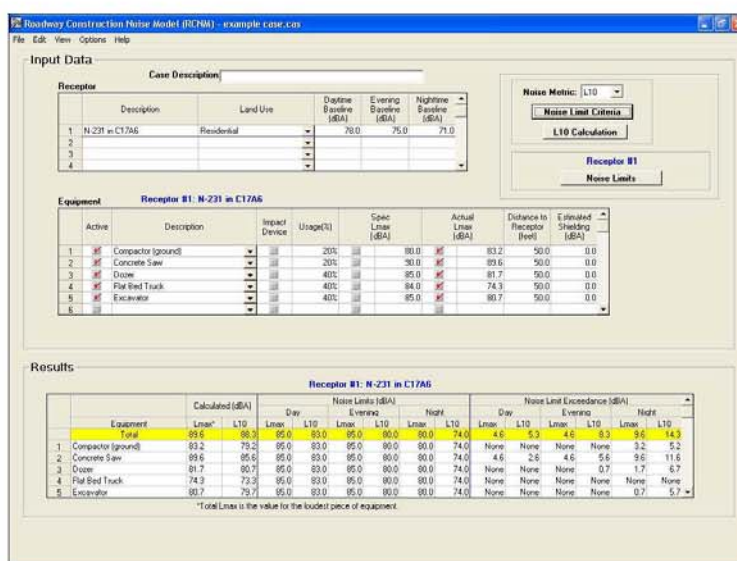 Roadway Construction Noise Model (RCNM) - example case.cas
File Edit View Options Help
Input Data
Case Description
Receptor
Description Land Use Daytime Baseline (dBA) Evening Baseline (dBA) Nighttime Baseline (dBA)
1 N-231 in C17A6 Residential 78.0 75.0 71.0
2
3
4
Noise Metric: L10
Noise Limit Criteria
L10 Calculation
Receptor #1
Noise Limits
Equipment Receptor #1: N-231 in C17A6
Active Description Impact Device Usage(%) Spec Lmax (dBA) Actual Lmax (dBA) Distance to Receptor (feet) Estimated Shielding (dBA)
1 Compactor (ground) 20% 80.0 83.2 50.0 0.0
2 Concrete Saw 20% 90.0 89.6 50.0 0.0
3 Dozer 40% 85.0 81.7 50.0 0.0
4 Flat Bed Truck 40% 84.0 74.3 50.0 0.0
5 Excavator 40% 85.0 80.7 50.0 0.0
6
Results
Receptor #1: N-231 in C17A6
Calculated (dBA) Noise Limits (dBA) Noise Limit Exceedance (dBA)
Day Evening Night Day Evening Night
Equipment Lmax* L10 Lmax L10 Lmax L10 Lmax L10 Lmax L10 Lmax L10 Lmax L10
Total 89.6 88.3 85.0 83.0 85.0 80.0 80.0 74.0 4.6 5.3 4.6 8.3 9.6 14.3
1 Compactor (ground) 83.2 79.2 85.0 83.0 85.0 80.0 80.0 74.0 None None None None 3.2 5.2
2 Concrete Saw 89.6 85.6 85.0 83.0 85.0 80.0 80.0 74.0 4.6 2.6 4.6 5.6 9.6 11.6
3 Dozer 81.7 80.7 85.0 83.0 85.0 80.0 80.0 74.0 None None None 0.7 1.7 6.7
4 Flat Bed Truck 74.3 73.3 85.0 83.0 85.0 80.0 80.0 74.0 None None None None None None
5 Excavator 80.7 79.7 85.0 83.0 85.0 80.0 80.0 74.0 None None None None 0.7 5.7
*Total Lmax is the value for the loudest piece of equipment.